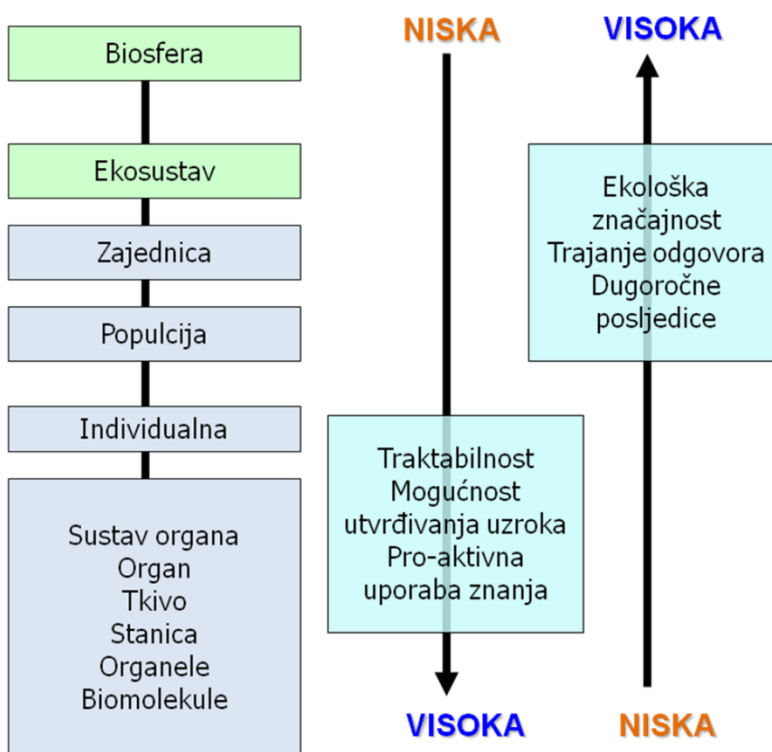 Biosfera
Ekosustav
Zajednica
Populcija
Individualna
Sustav organa
Organ
Tkivo
Stanica
Organele
Biomolekule
NISKA
Traktabilnost
Mogućnost
utvrđivanja uzroka
Pro-aktivna
uporaba znanja
VISOKA
VISOKA
Ekološka
značajnost
Trajanje odgovora
Dugoročne
posljedice
NISKA